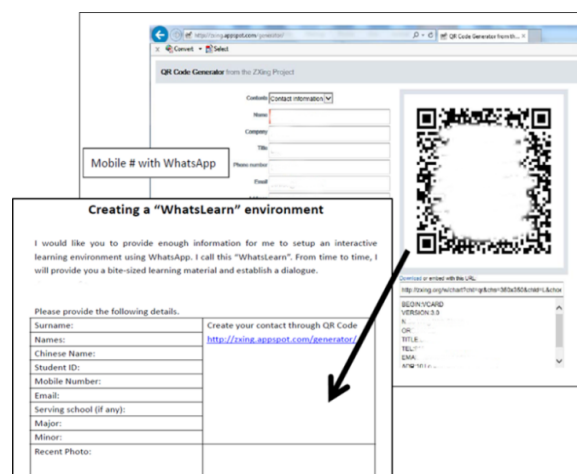 http://zxing.appspot.com/generator/
QR Code Generator from th...
x Convert Select
QR Code Generator from the ZXing Project
Contents Contact information
Name
Company
Title
Mobile # with WhatsApp
Phone number
Email
Download or embed with this URL:
BEGIN:VCARD
VERSION:3.0
N
OR
TITLE
TEL:
EMA
Creating a “WhatsLearn” environment
I would like you to provide enough information for me to setup an interactive
learning environment using WhatsApp. I call this “WhatsLearn”. From time to time, I
will provide you a bite-sized learning material and establish a dialogue.
Please provide the following details.
Surname:
Names:
Chinese Name:
Student ID:
Mobile Number:
Email:
Serving school (if any):
Major:
Minor:
Recent Photo:
Create your contact through QR Code
http://zxing.appspot.com/generator/